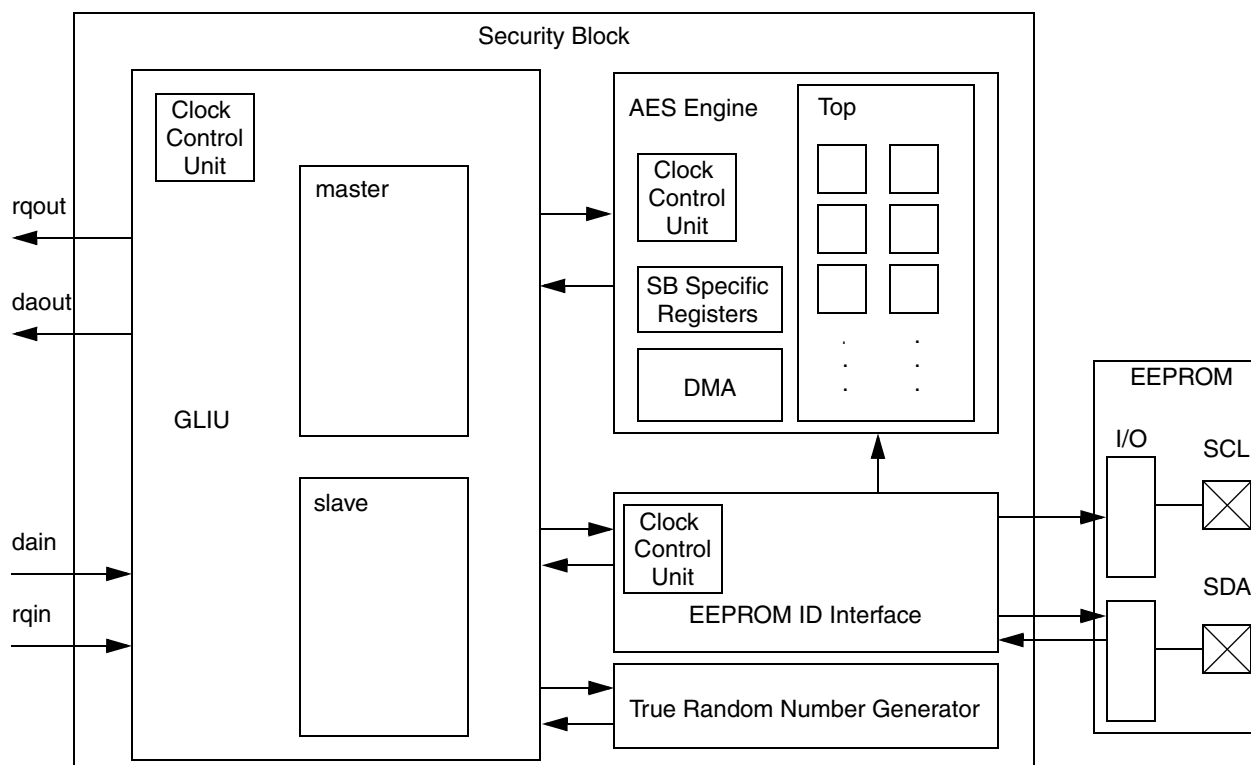 Security Block
Clock
Control
Unit
master
GLIU
slave
rqout
daout
dain
rqin
AES Engine
Top
Clock
Control
Unit
SB Specific
Registers
DMA
Clock
Control
Unit
EEPROM ID Interface
True Random Number Generator
EEPROM
I/O
SCL
SDA